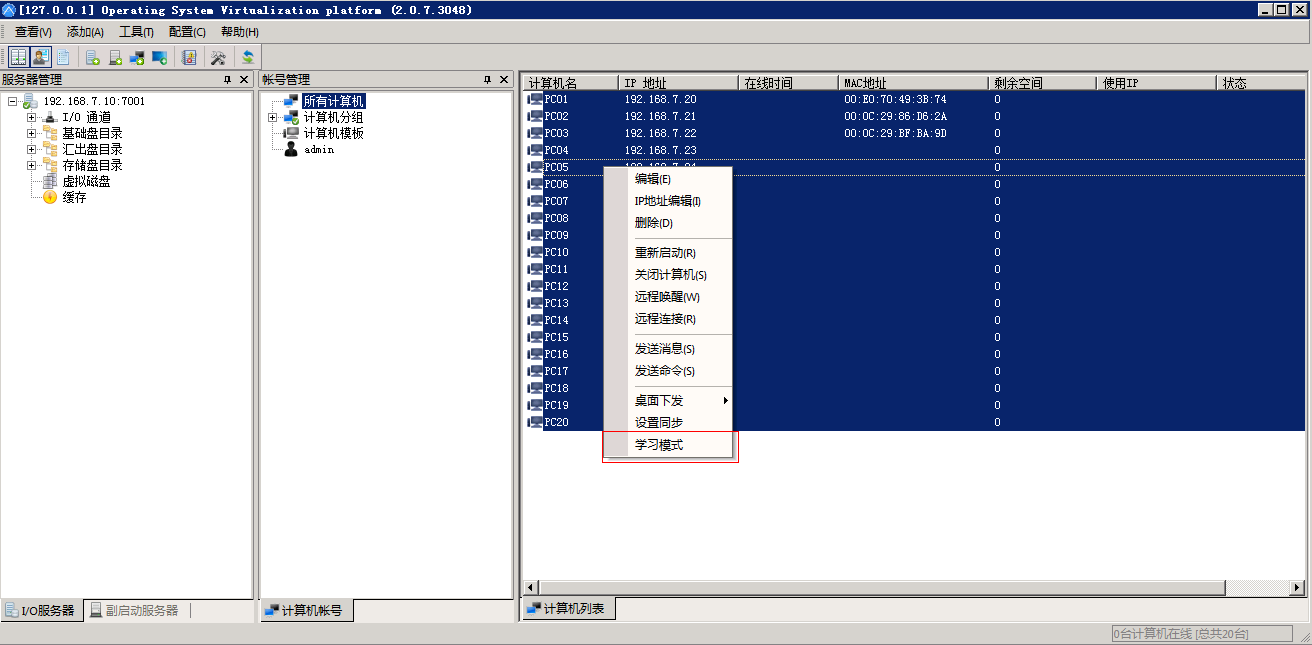 [127.0.0.1] Operating System Virtualization platform (2.0.7.3048)
查看(V) 添加(A) 工具(T) 配置(C) 帮助(H)
服务器管理
192.168.7.10:7001
I/O 通道
基础盘目录
汇出盘目录
存储盘目录
虚拟磁盘
缓存
I/O服务器 副启动服务器
帐号管理
所有计算机
计算机分组
计算机模板
admin
计算机帐号
计算机名 IP 地址 在线时间 MAC地址 剩余空间 使用IP 状态
PC01 192.168.7.20 00:E0:70:49:3B:74 0
PC02 192.168.7.21 00:0C:29:86:D6:2A 0
PC03 192.168.7.22 00:0C:29:BF:BA:9D 0
PC04 192.168.7.23 0
PC05 0
PC06 0
PC07 0
PC08 0
PC09 0
PC10 0
PC11 0
PC12 0
PC13 0
PC14 0
PC15 0
PC16 0
PC17 0
PC18 0
PC19 0
PC20 0
编辑(E)
IP地址编辑(I)
删除(D)
重新启动(R)
关闭计算机(S)
远程唤醒(W)
远程连接(R)
发送消息(S)
发送命令(S)
桌面下发
设置同步
学习模式
计算机列表
0台计算机在线 [总共20台]